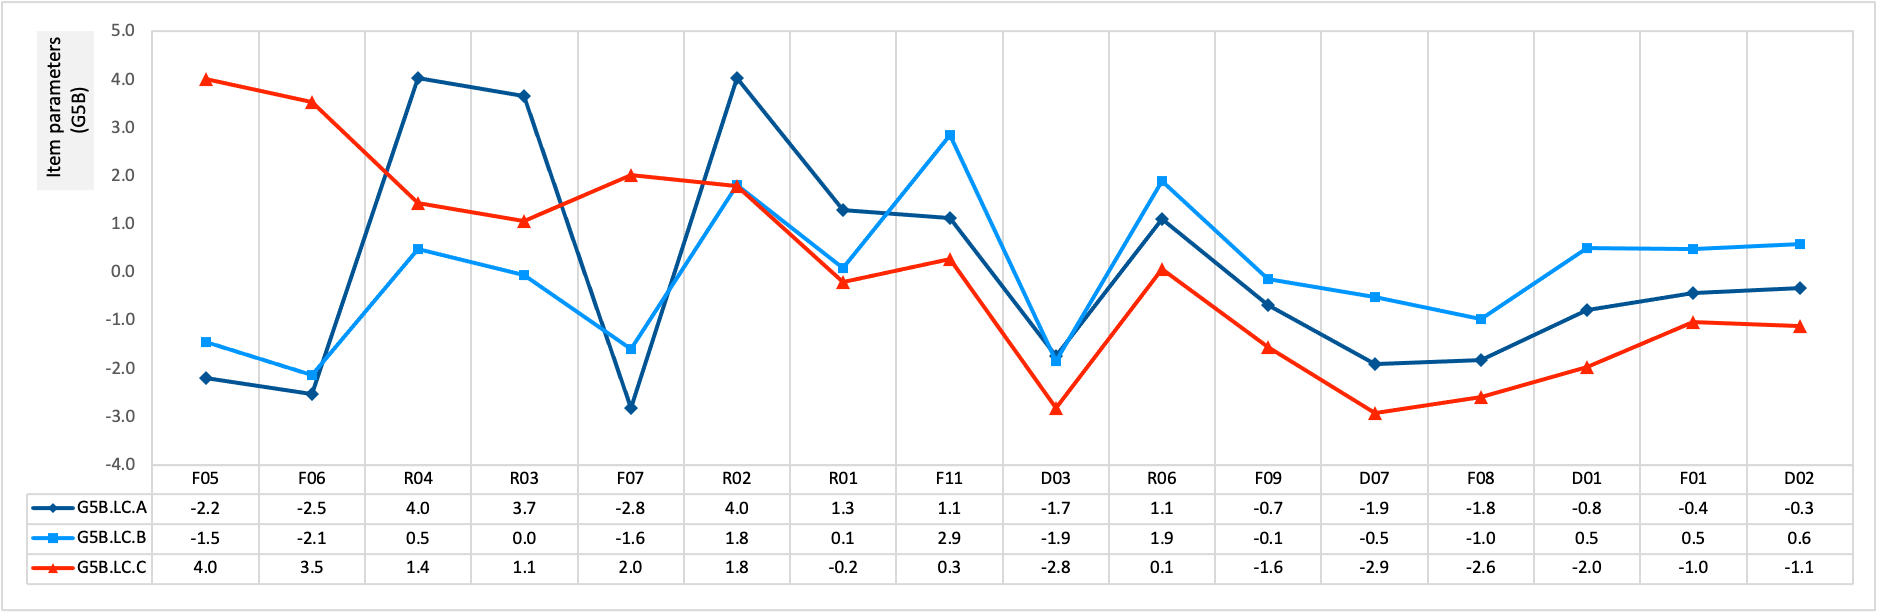 Item parameters
(G5B)
5.0
4.0
3.0
2.0
1.0
0.0
-1.0
-2.0
-3.0
-4.0
F05 F06 R04 R03 F07 R02 R01 F11 D03 R06 F09 D07 F08 D01 F01 D02
G5B.LC.A -2.2 -2.5 4.0 3.7 -2.8 4.0 1.3 1.1 -1.7 1.1 -0.7 -1.9 -1.8 -0.8 -0.4 -0.3
G5B.LC.B -1.5 -2.1 0.5 0.0 -1.6 1.8 0.1 2.9 -1.9 1.9 -0.1 -0.5 -1.0 0.5 0.5 0.6
G5B.LC.C 4.0 3.5 1.4 1.1 2.0 1.8 -0.2 0.3 -2.8 0.1 -1.6 -2.9 -2.6 -2.0 -1.0 -1.1